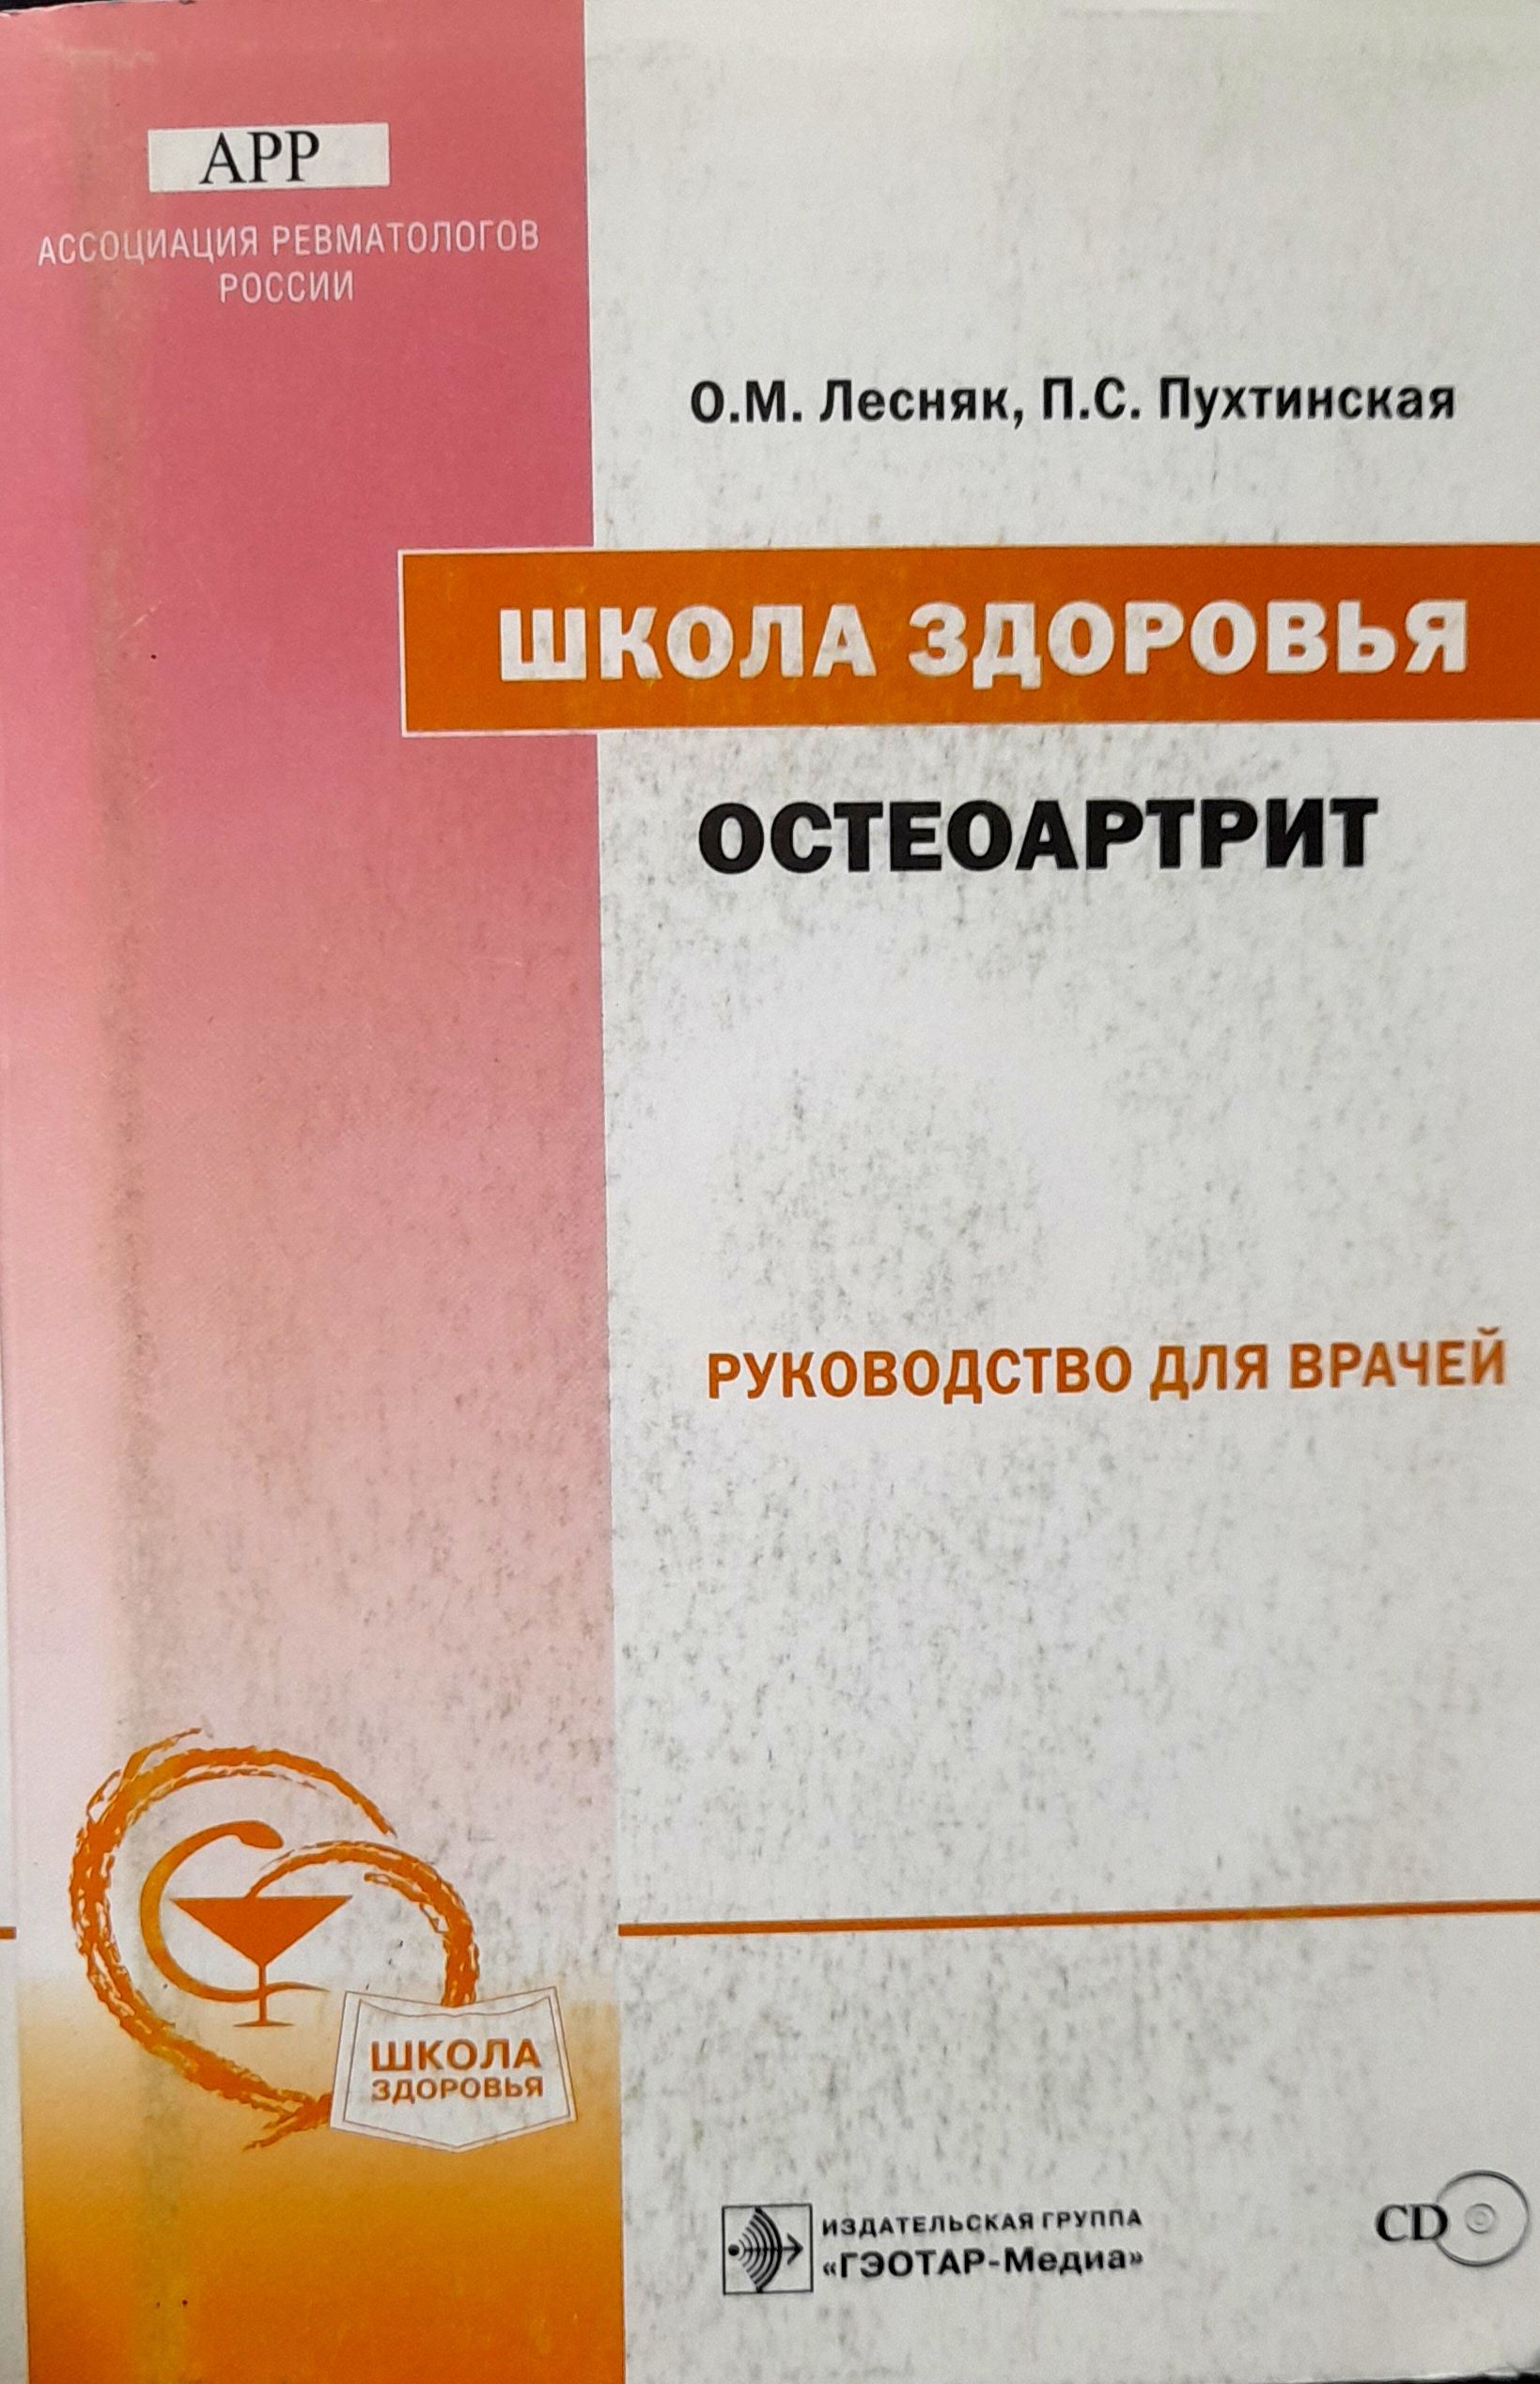 АРР
АССОЦИАЦИЯ РЕВМАТОЛОГОВ
РОССИИ
О.М. Лесняк, П.С. Пухтинская
ШКОЛА ЗДОРОВЬЯ
ОСТЕОАРТРИТ
РУКОВОДСТВО ДЛЯ ВРАЧЕЙ
ШКОЛА
ЗДОРОВЬЯ
ИЗДАТЕЛЬСКАЯ ГРУППА
«ГЭОТАР-Медиа»
CD